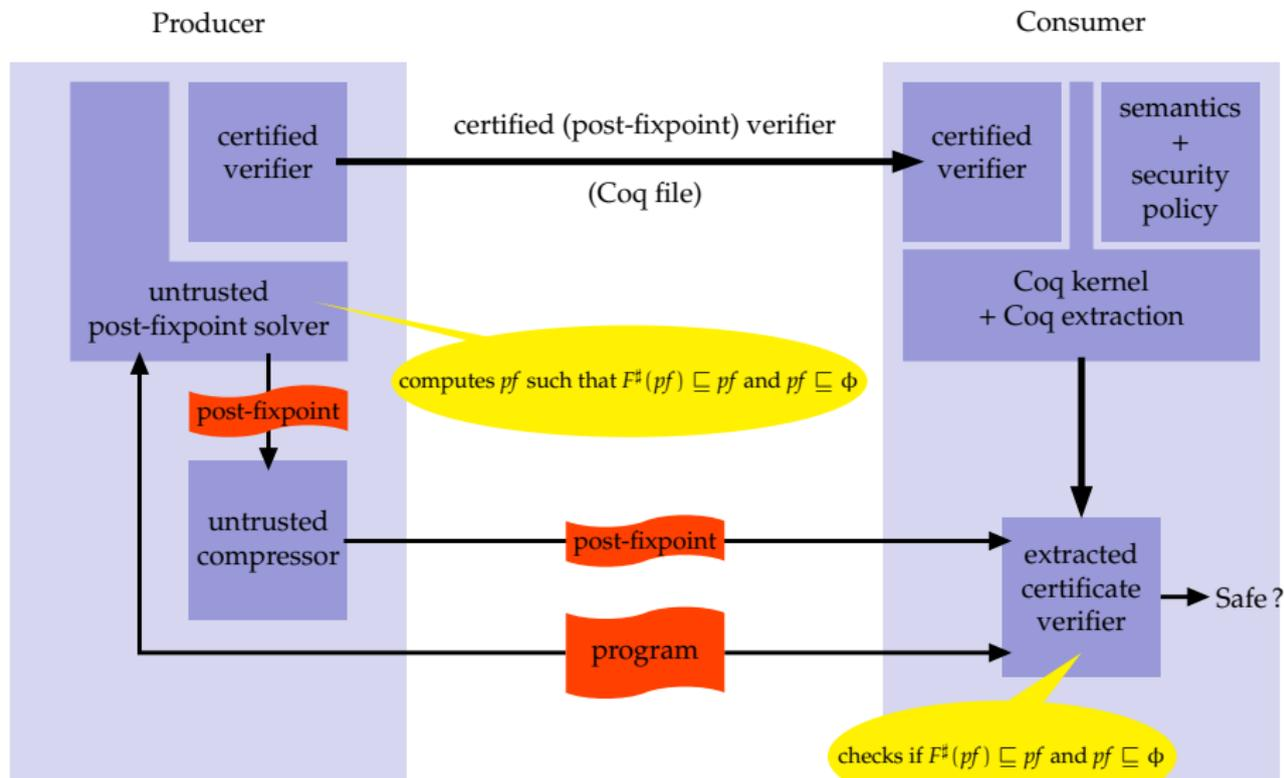 Producer
Consumer
certified
verifier
certified (post-fixpoint) verifier
(Coq file)
certified
verifier
semantics
+
security
policy
untrusted
post-fixpoint solver
Coq kernel
+ Coq extraction
computes pf such that F♯(pf) ⊑ pf and pf ⊑ ϕ
post-fixpoint
untrusted
compressor
post-fixpoint
extracted
certificate
verifier
Safe ?
program
checks if F♯(pf) ⊑ pf and pf ⊑ ϕ